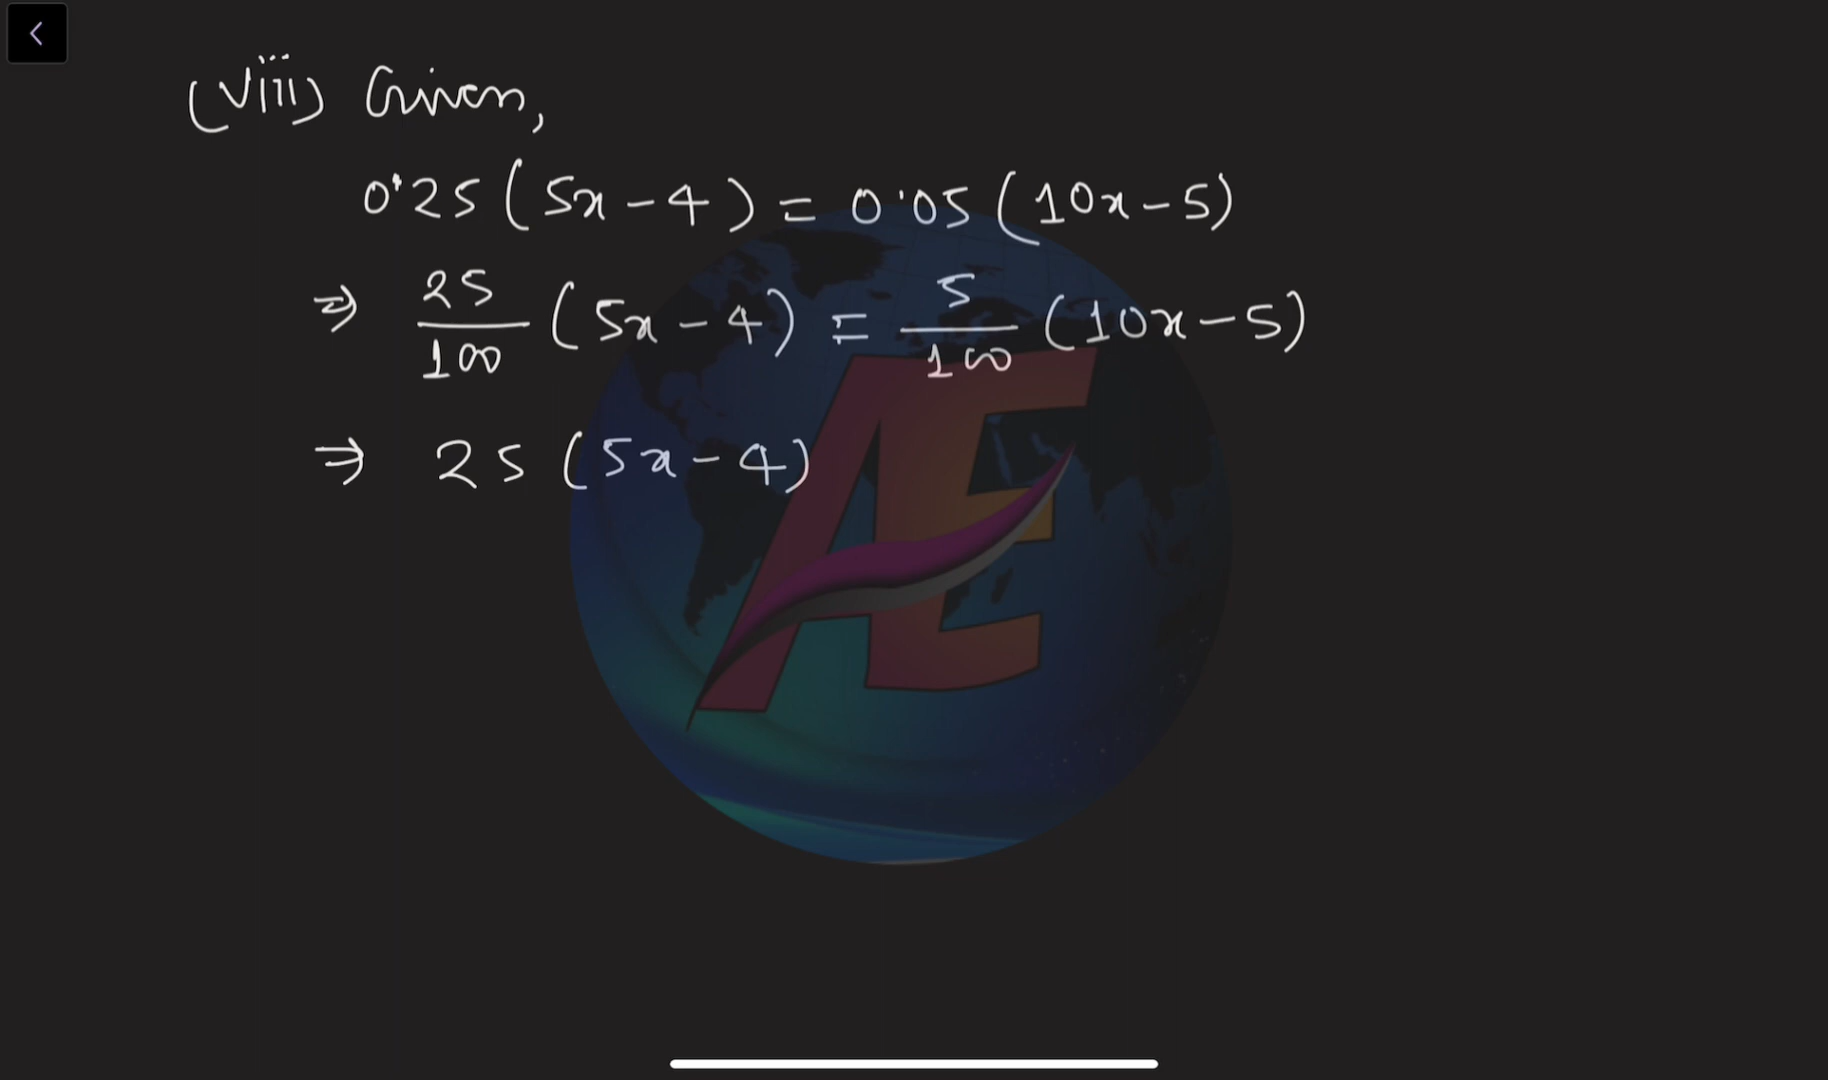 (viii) Given,
0.25(5x-4) = 0.05(10x-5)
⇒ 25/100 (5x-4) = 5/100 (10x-5)
⇒ 25(5x-4)
Æ